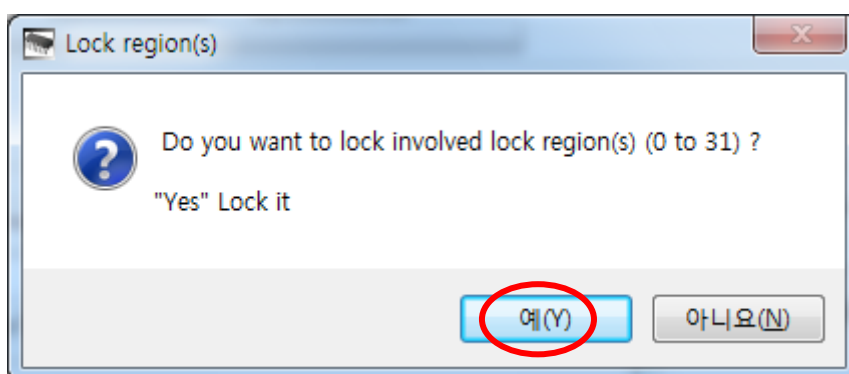 Lock region(s)
Do you want to lock involved lock region(s) (0 to 31) ?
"Yes" Lock it
예(Y) 아니요(N)